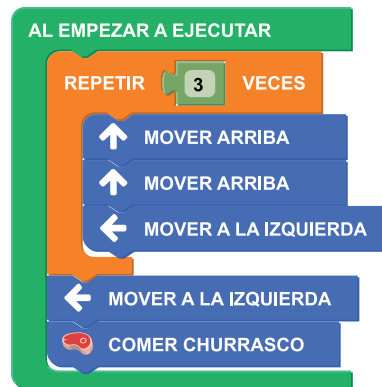 AL EMPEZAR A EJECUTAR
REPETIR 3 VECES
MOVER ARRIBA
MOVER ARRIBA
MOVER A LA IZQUIERDA
MOVER A LA IZQUIERDA
COMER CHURRASCO